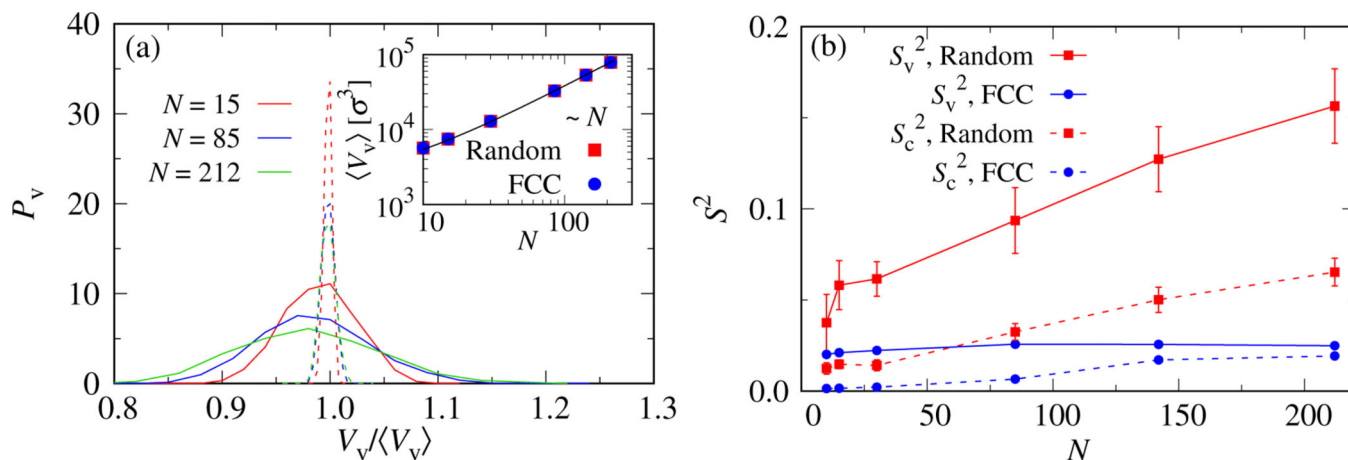 (a)
40
30
20
10
0
P_v
N = 15
N = 85
N = 212
0.8 0.9 1.0 1.1 1.2 1.3
V_v/⟨V_v⟩
10^5
10^4
10^3
⟨V_v⟩ [σ^3]
~ N
Random
FCC
10 100
N
(b)
0.2
0.1
0.0
S^2
S_v^2, Random
S_v^2, FCC
S_c^2, Random
S_c^2, FCC
0 50 100 150 200
N